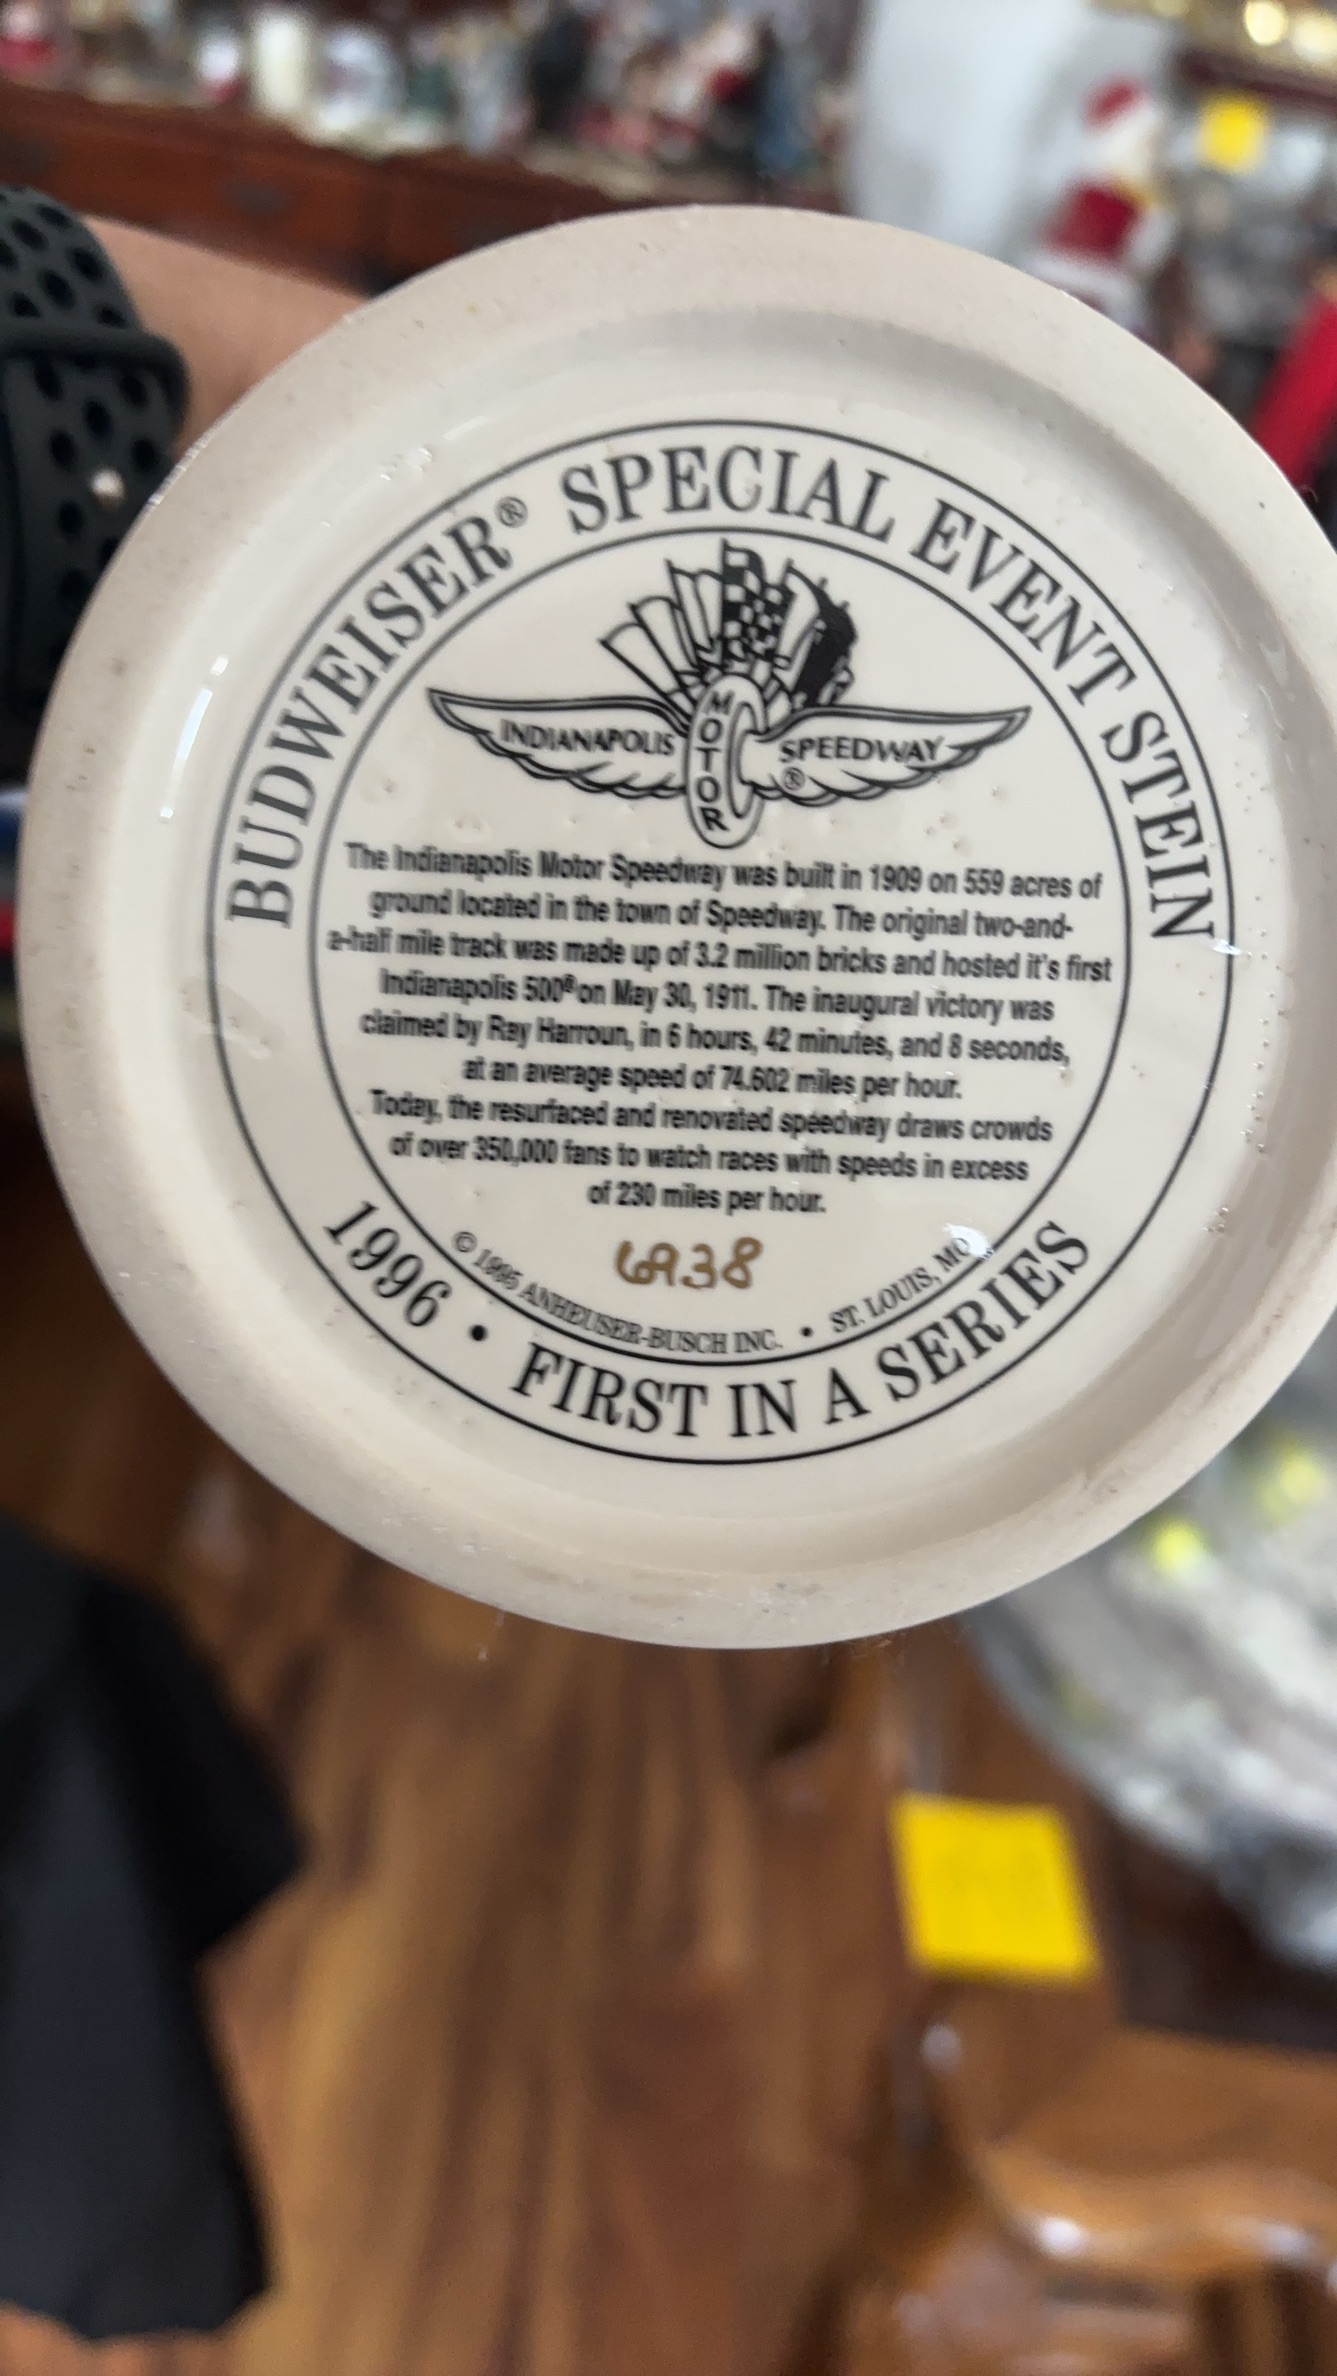 BUDWEISER® SPECIAL EVENT STEIN
INDIANAPOLIS MOTOR SPEEDWAY ®
The Indianapolis Motor Speedway was built in 1909 on 559 acres of
ground located in the town of Speedway. The original two-and-
a-half mile track was made up of 3.2 million bricks and hosted it's first
Indianapolis 500® on May 30, 1911. The inaugural victory was
claimed by Ray Harroun, in 6 hours, 42 minutes, and 8 seconds,
at an average speed of 74.602 miles per hour.
Today, the resurfaced and renovated speedway draws crowds
of over 350,000 fans to watch races with speeds in excess
of 230 miles per hour.
6938
© 1995 ANHEUSER-BUSCH INC. • ST. LOUIS, MO
1996 • FIRST IN A SERIES